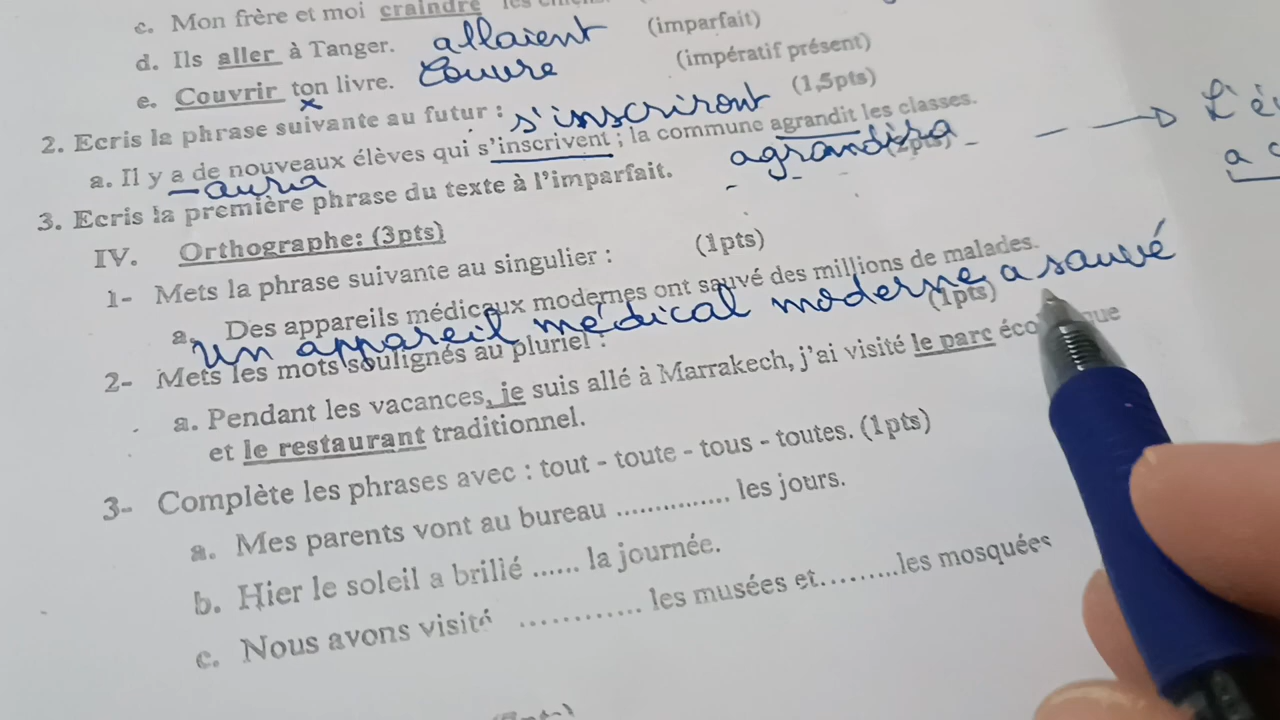 c. Mon frère et moi craindre les
d. Ils aller à Tanger. allaient (imparfait)
e. Couvrir ton livre. Couvre (impératif présent)
x
2. Ecris la phrase suivante au futur : s'inscriront (1,5pts)
a. Il y a de nouveaux élèves qui s'inscrivent ; la commune agrandit les classes.
aura agrandira
3. Ecris la première phrase du texte à l'imparfait. (2pts)
IV. Orthographe: (3pts)
1- Mets la phrase suivante au singulier : (1pts)
a. Des appareils médicaux modernes ont sauvé des millions de malades.
Un appareil médical moderne a sauvé
2- Mets les mots soulignés au pluriel : (1pts)
a. Pendant les vacances, je suis allé à Marrakech, j'ai visité le parc
et le restaurant traditionnel.
3- Complète les phrases avec : tout - toute - tous - toutes. (1pts)
a. Mes parents vont au bureau .............. les jours.
b. Hier le soleil a brilié ...... la journée.
c. Nous avons visité ............. les musées et.........les mosquées